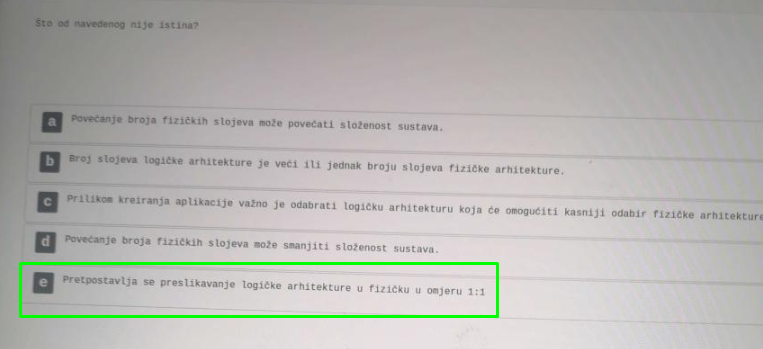 Što od navedenog nije istina?
a Povećanje broja fizičkih slojeva može povećati složenost sustava.
b Broj slojeva logičke arhitekture je veći ili jednak broju slojeva fizičke arhitekture.
c Prilikom kreiranja aplikacije važno je odabrati logičku arhitekturu koja će omogućiti kasniji odabir fizičke arhitekture
d Povećanje broja fizičkih slojeva može smanjiti složenost sustava.
e Pretpostavlja se preslikavanje logičke arhitekture u fizičku u omjeru 1:1